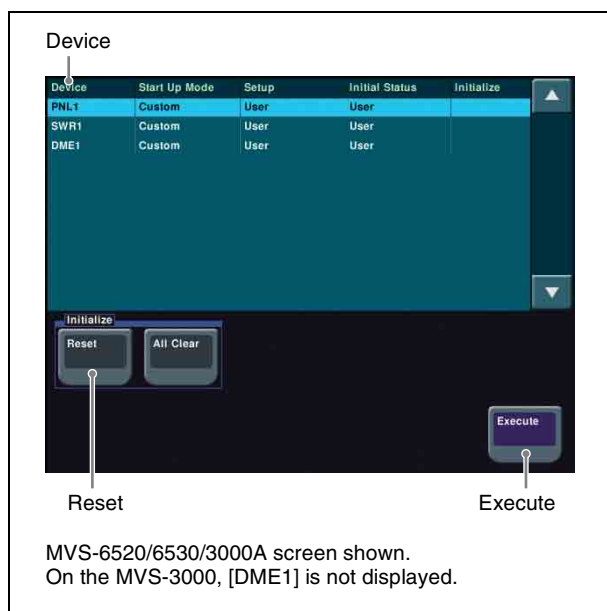 Device
Device Start Up Mode Setup Initial Status Initialize
PNL1 Custom User User
SWR1 Custom User User
DME1 Custom User User
Initialize
Reset All Clear
Execute
Reset Execute
MVS-6520/6530/3000A screen shown.
On the MVS-3000, [DME1] is not displayed.